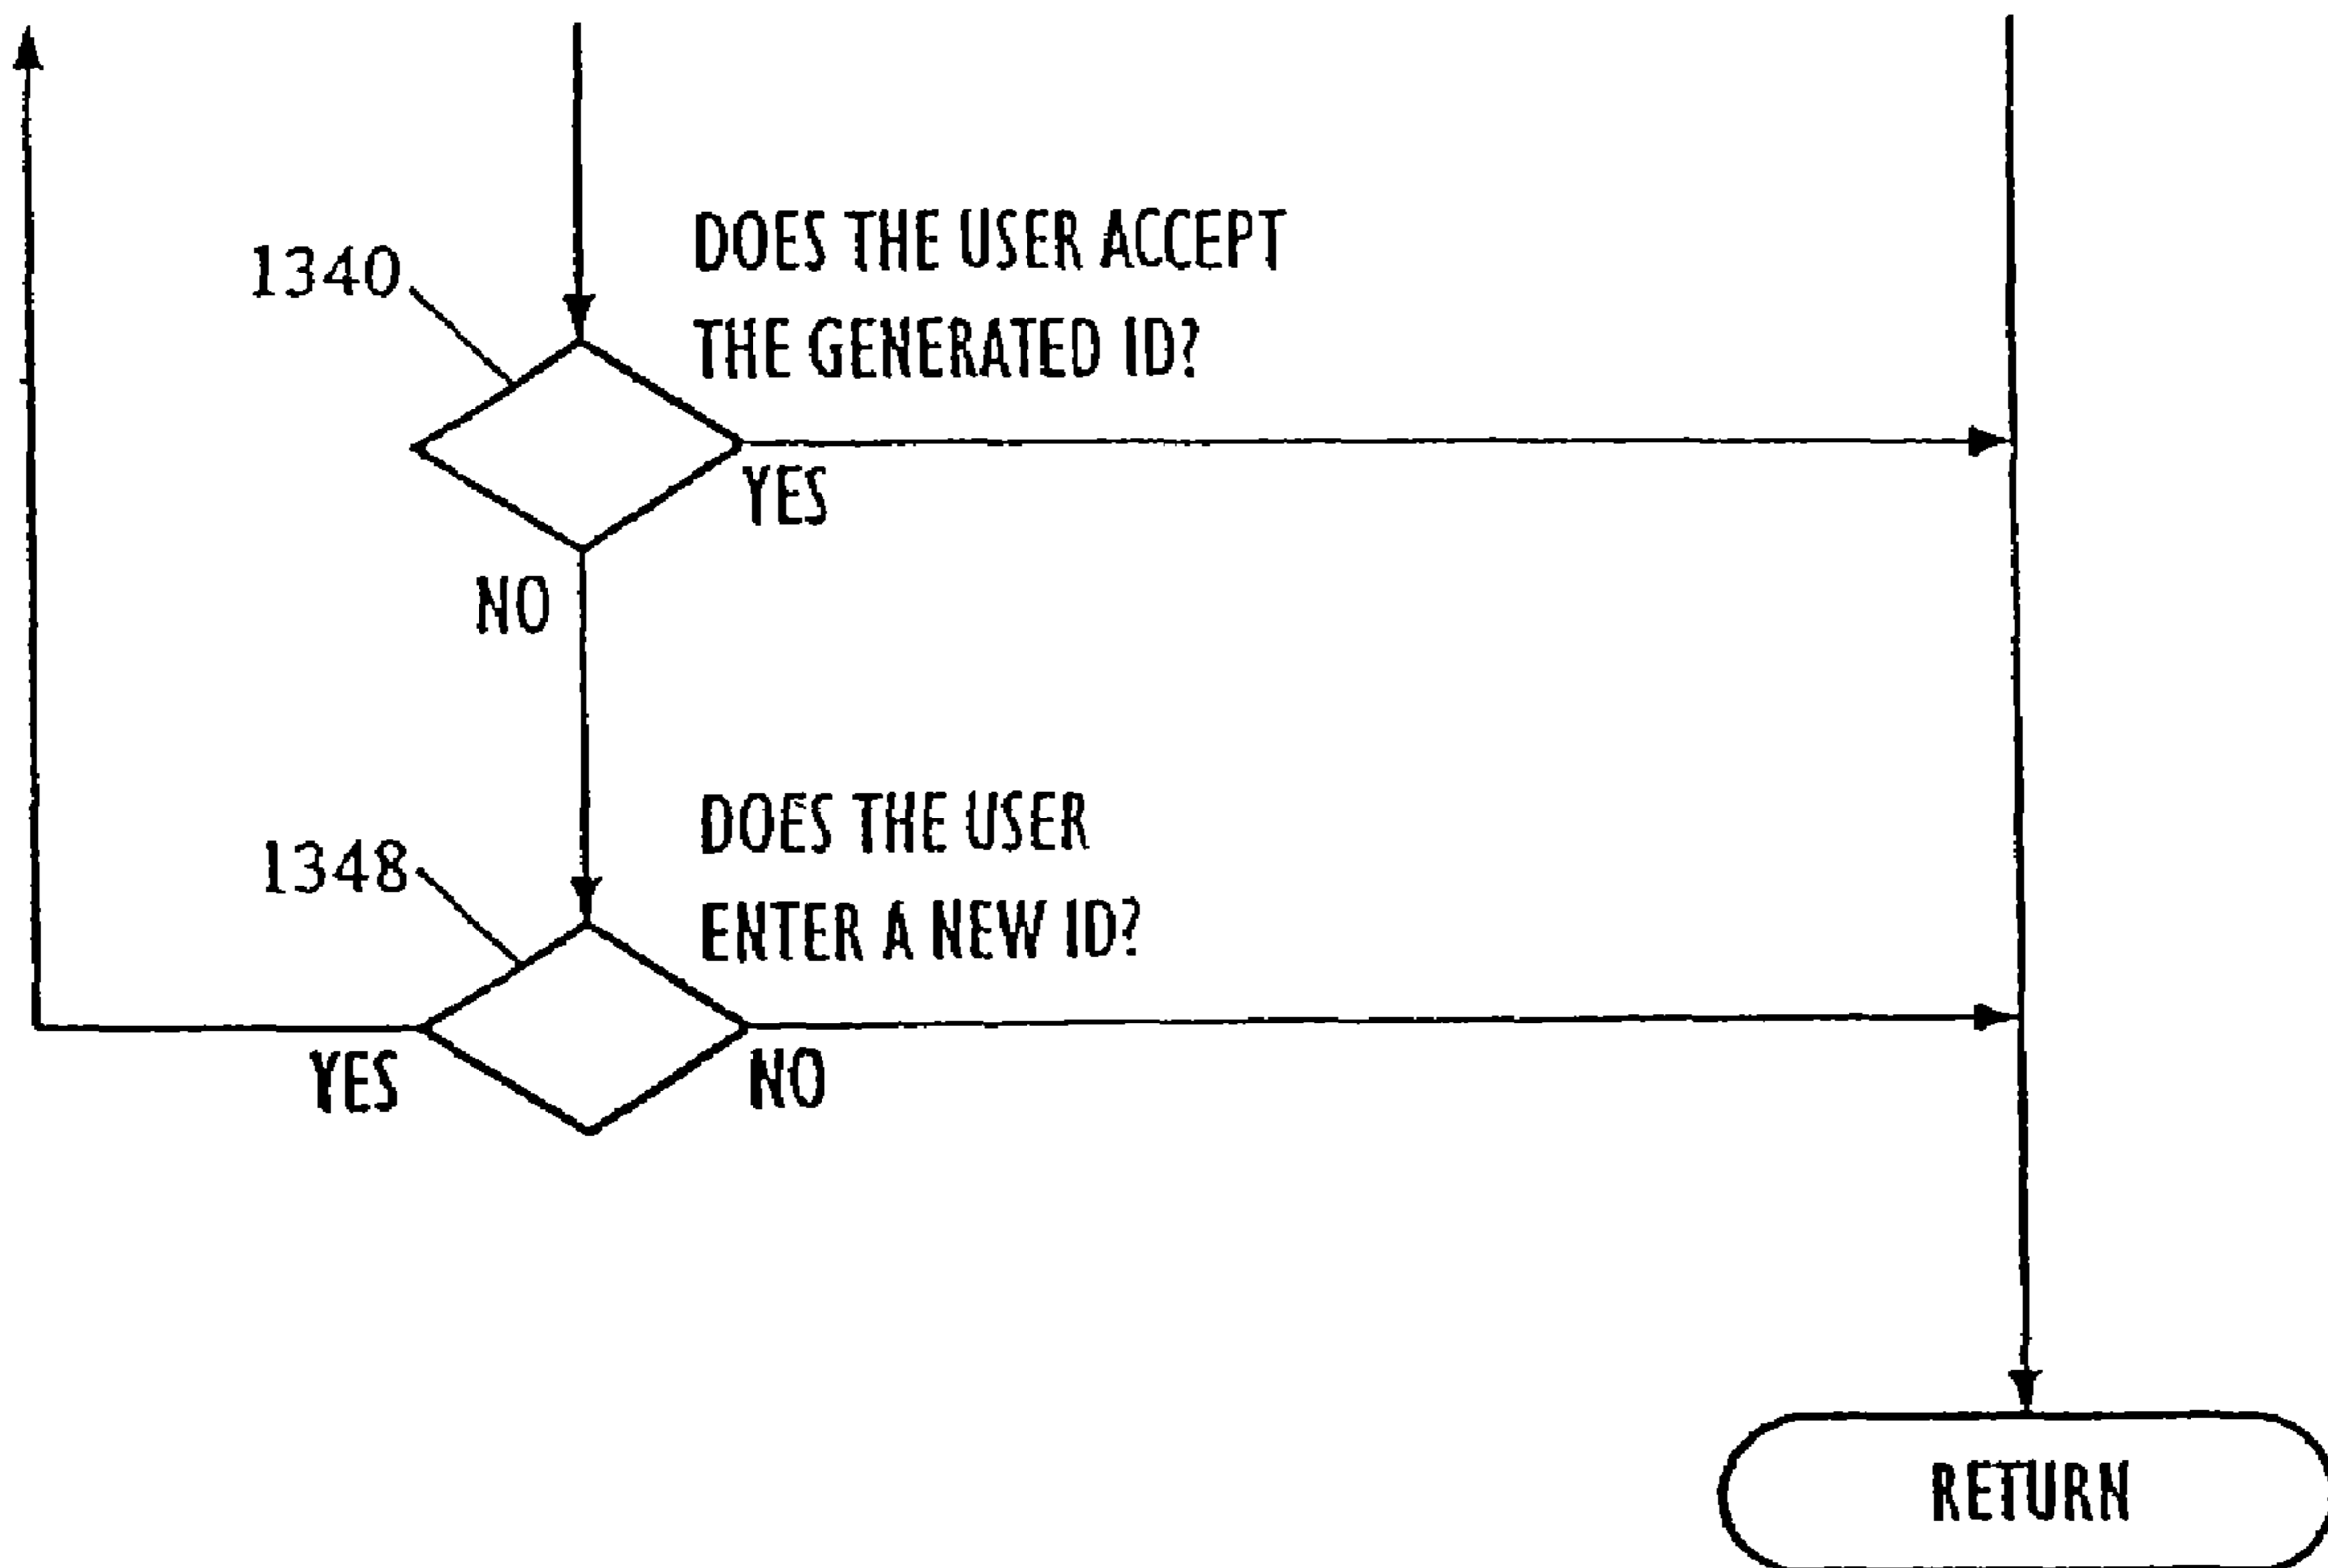 DOES THE USER ACCEPT
1340
THE GENERATED ID?
YES
NO
DOES THE USER
1348
ENTER A NEW ID?
YES
NO
RETURN